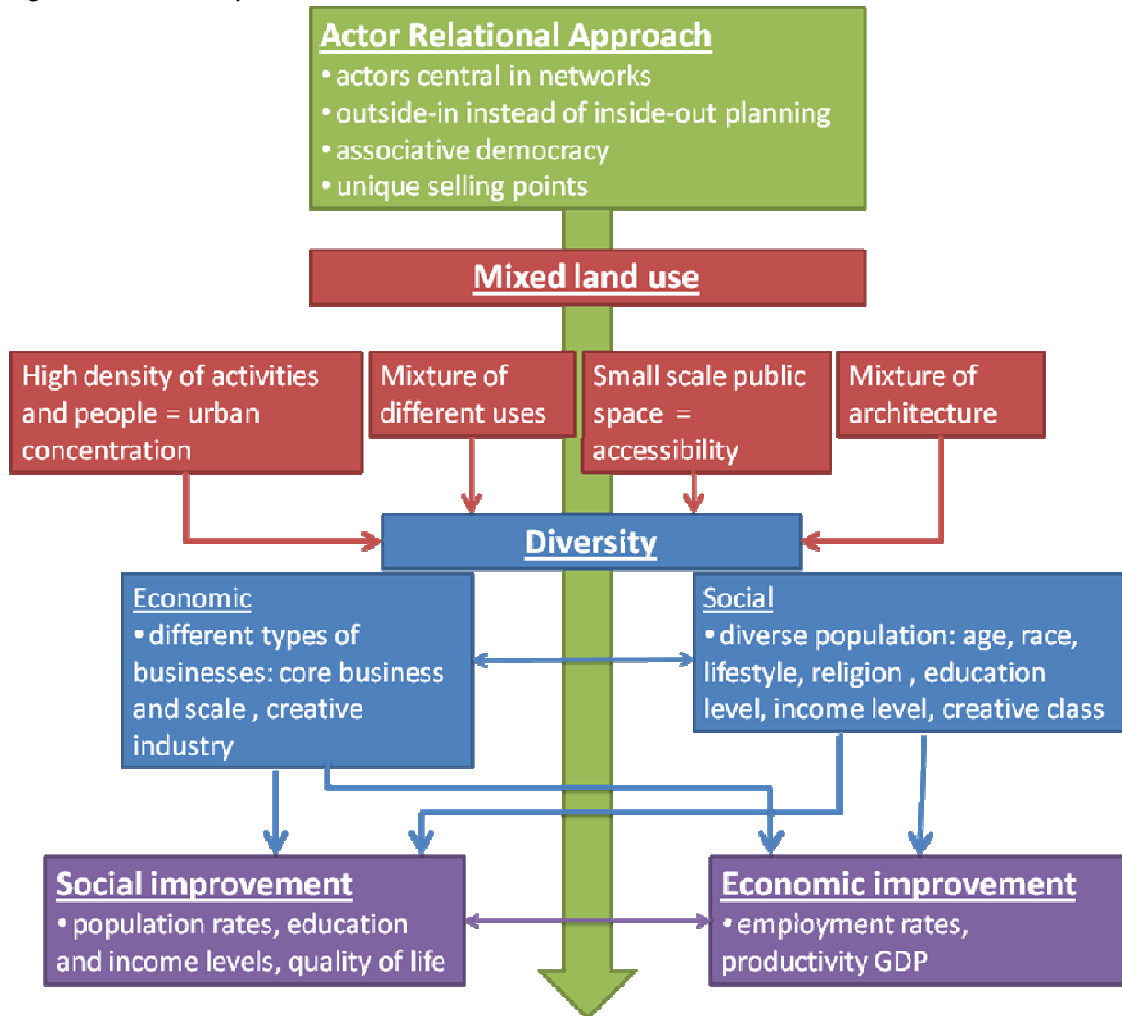 Actor Relational Approach
• actors central in networks
• outside-in instead of inside-out planning
• associative democracy
• unique selling points
Mixed land use
High density of activities
and people = urban
concentration
Mixture of
different uses
Small scale public
space =
accessibility
Mixture of
architecture
Diversity
Economic
• different types of
businesses: core business
and scale , creative
industry
Social
• diverse population: age, race,
lifestyle, religion , education
level, income level, creative class
Social improvement
• population rates, education
and income levels, quality of life
Economic improvement
• employment rates,
productivity GDP